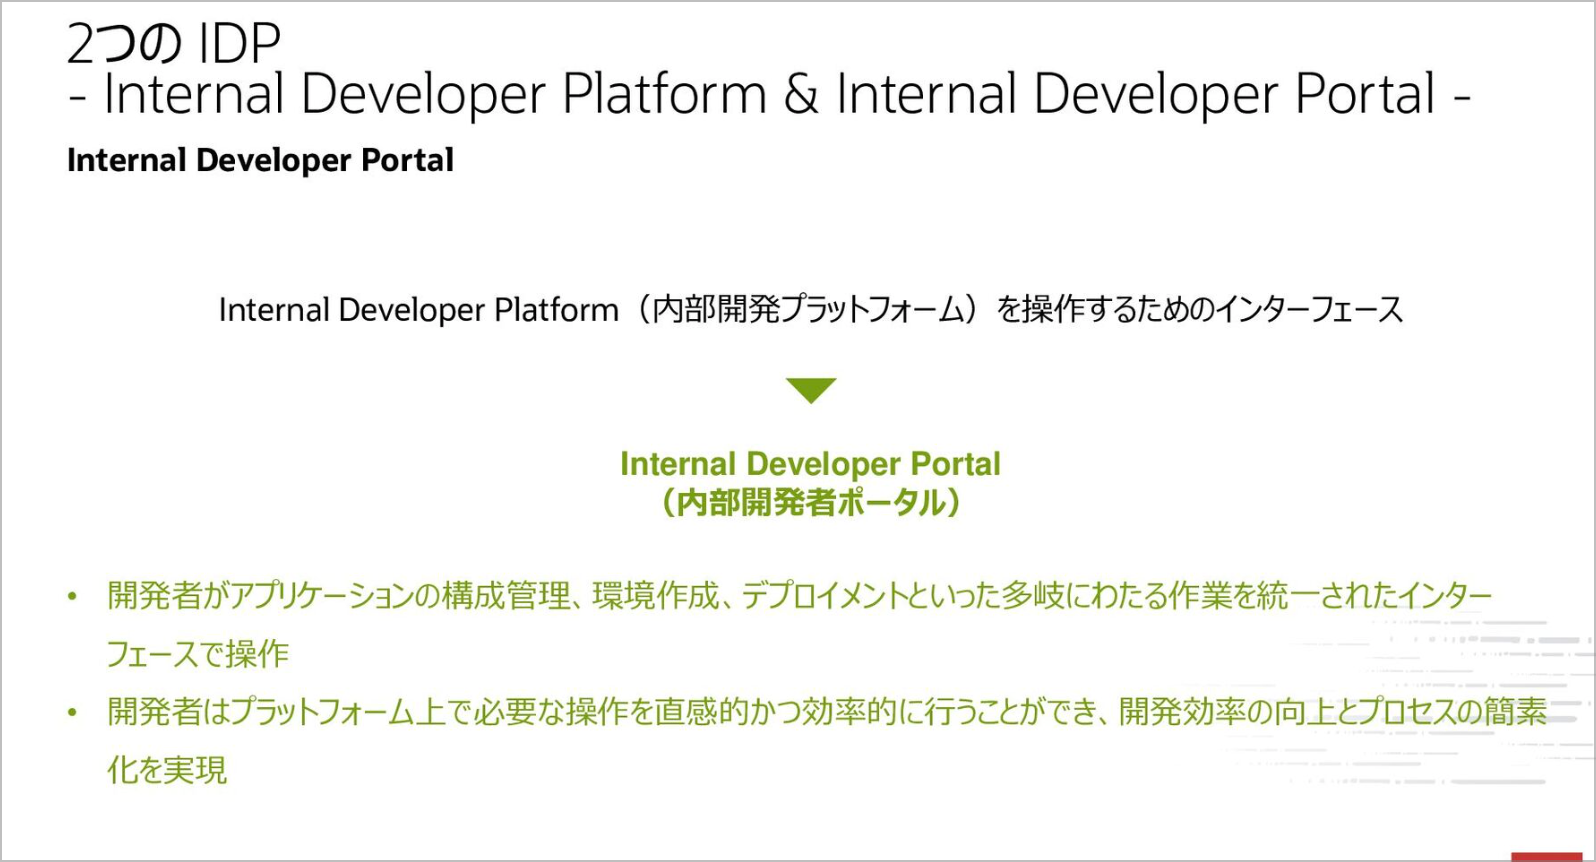 2つの IDP
- Internal Developer Platform & Internal Developer Portal -
Internal Developer Portal
Internal Developer Platform（内部開発プラットフォーム）を操作するためのインターフェース
Internal Developer Portal
（内部開発者ポータル）
• 開発者がアプリケーションの構成管理、環境作成、デプロイメントといった多岐にわたる作業を統一されたインター
フェースで操作
• 開発者はプラットフォーム上で必要な操作を直感的かつ効率的に行うことができ、開発効率の向上とプロセスの簡素
化を実現